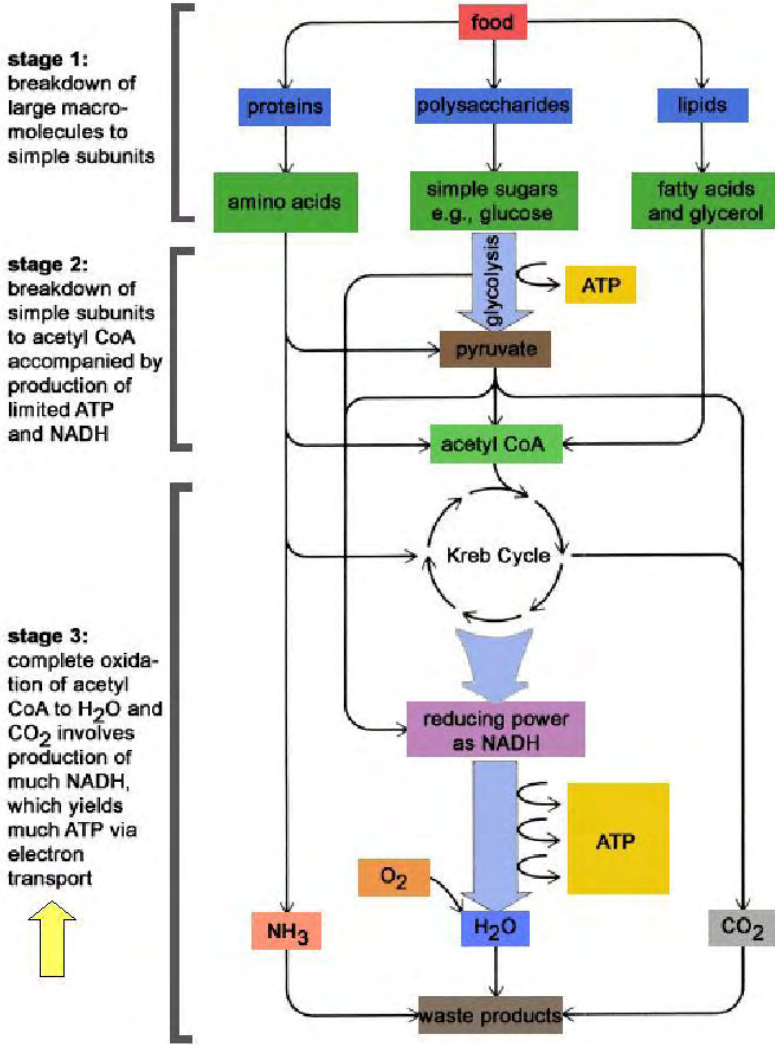 food
stage 1:
breakdown of
large macro-
molecules to
simple subunits
proteins
polysaccharides
lipids
amino acids
simple sugars
e.g., glucose
fatty acids
and glycerol
stage 2:
breakdown of
simple subunits
to acetyl CoA
accompanied by
production of
limited ATP
and NADH
glycolysis
ATP
pyruvate
acetyl CoA
Kreb Cycle
stage 3:
complete oxida-
tion of acetyl
CoA to H₂O and
CO₂ involves
production of
much NADH,
which yields
much ATP via
electron
transport
reducing power
as NADH
ATP
O₂
NH₃
H₂O
CO₂
waste products